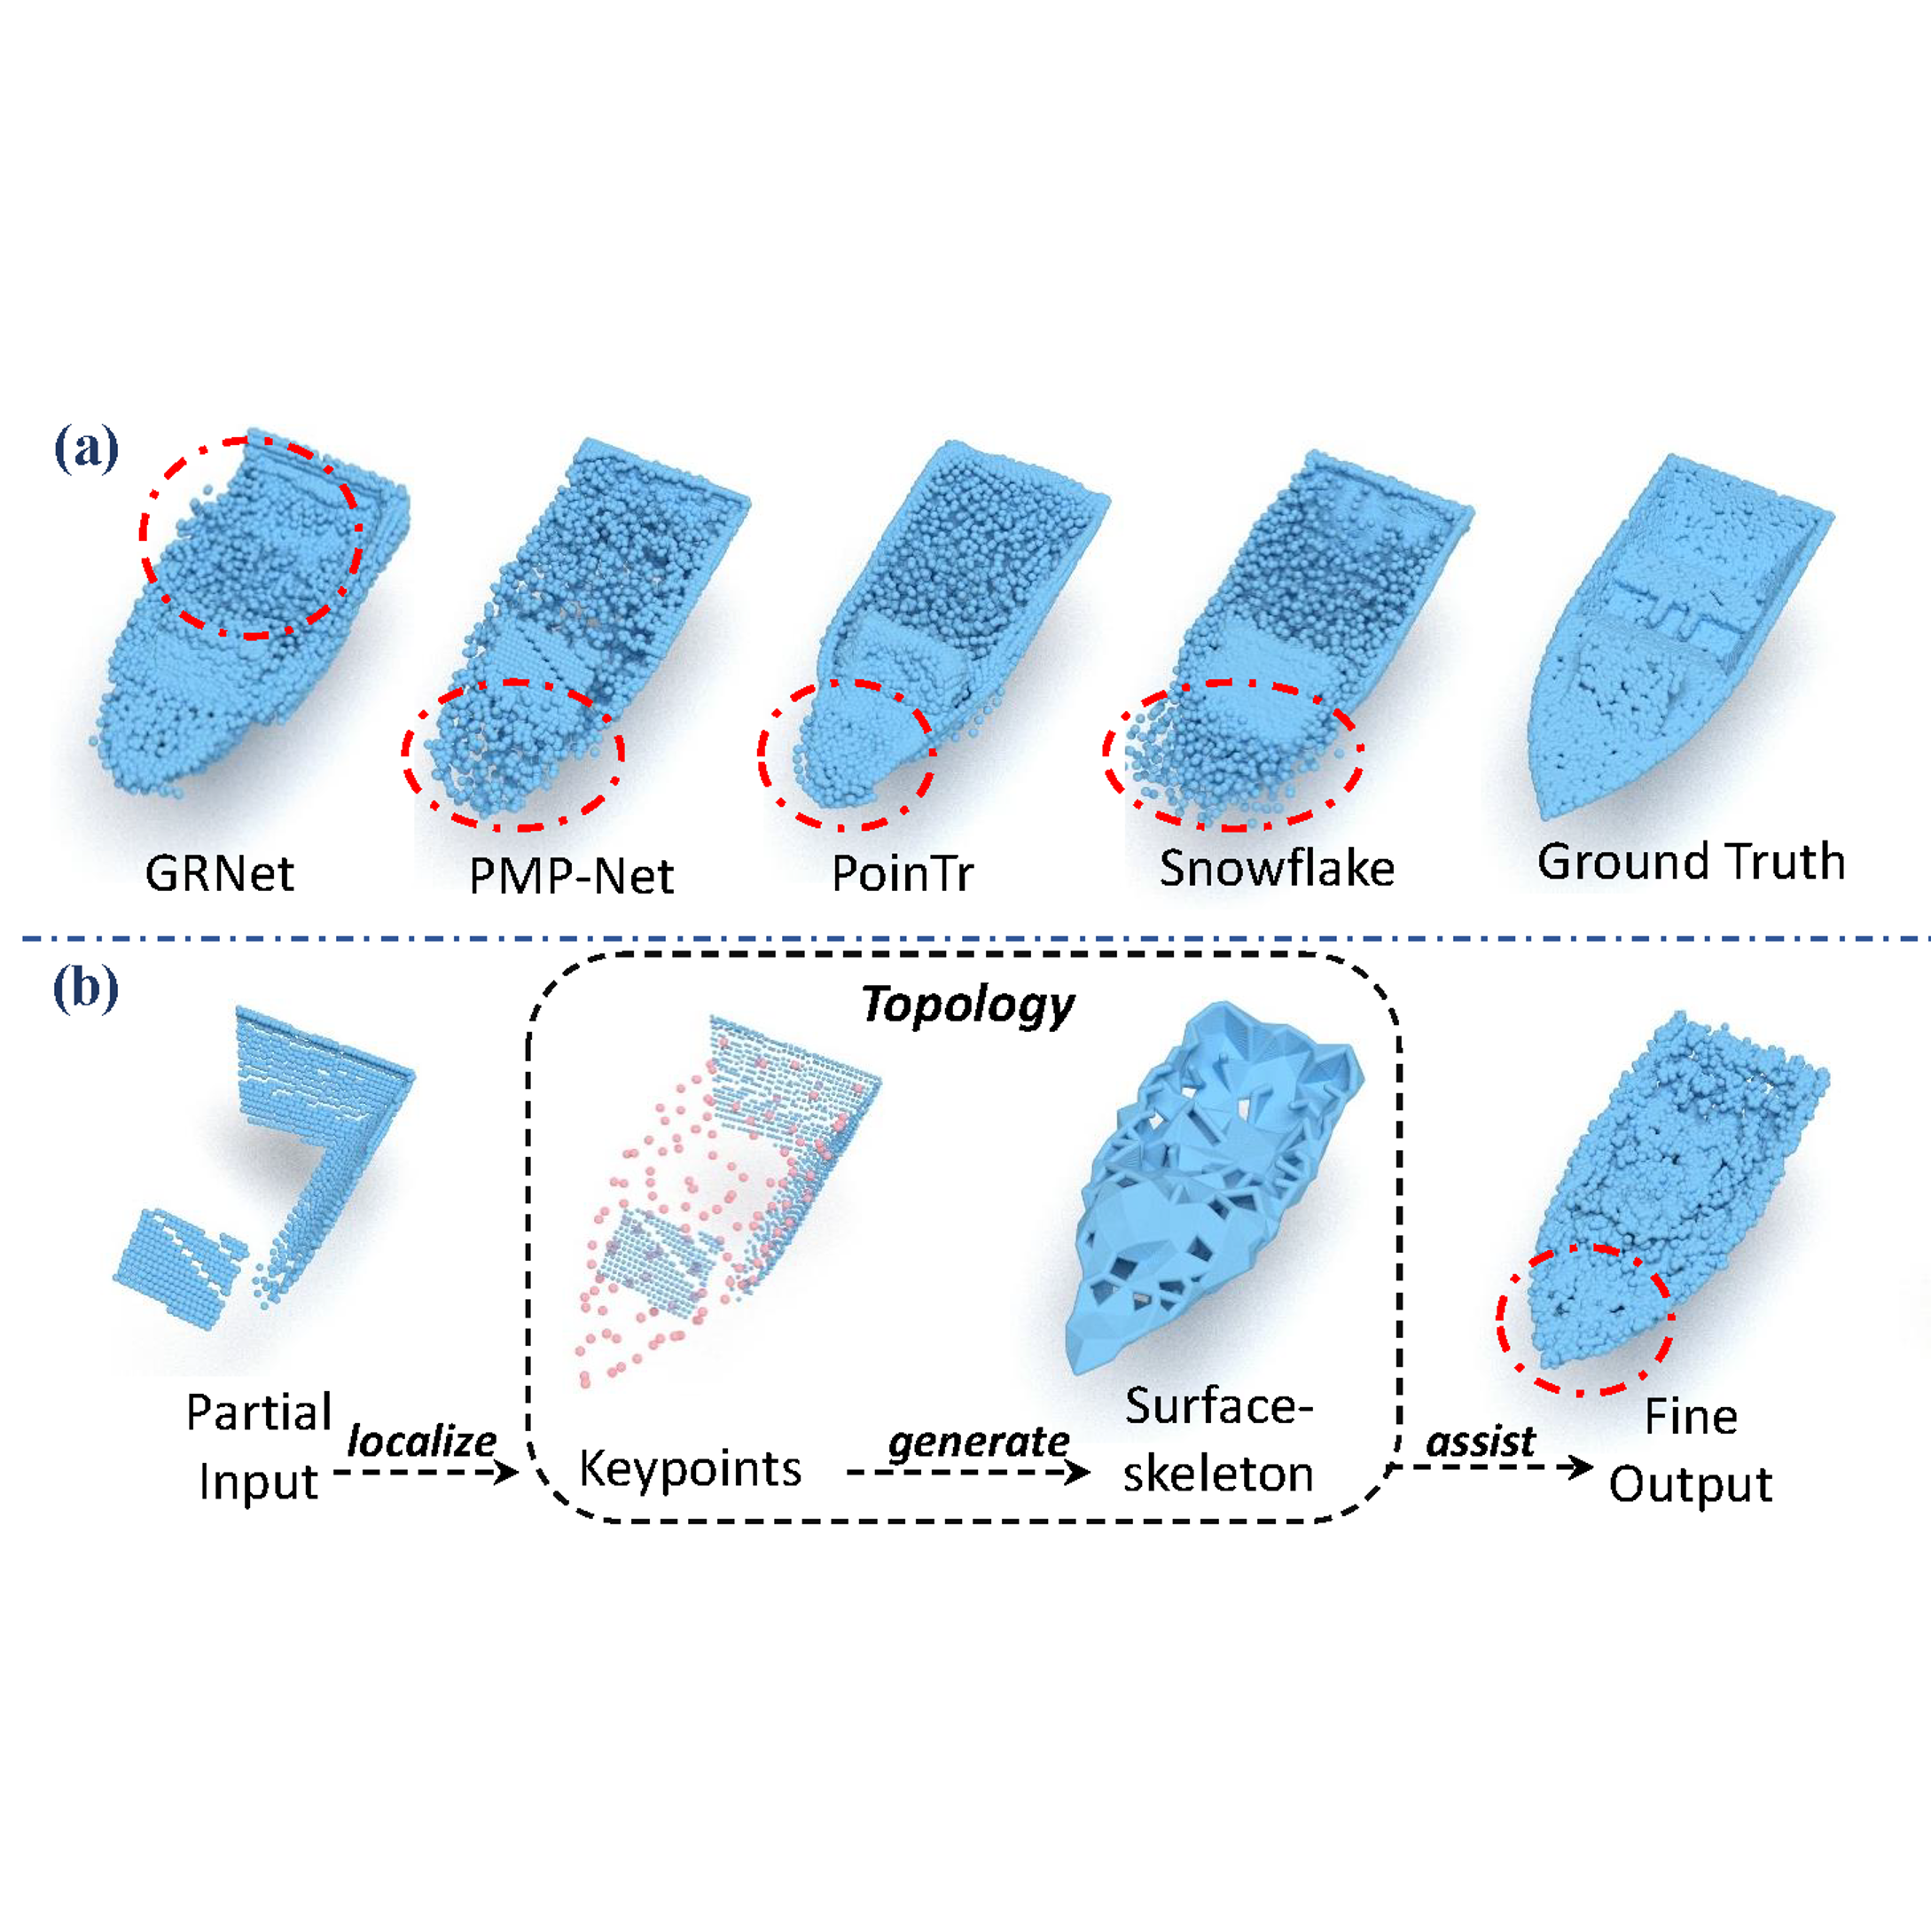 (a)
GRNet
PMP-Net
PoinTr
Snowflake
Ground Truth
(b)
Topology
Partial
Input
localize
Keypoints
generate
Surface-
skeleton
assist
Fine
Output